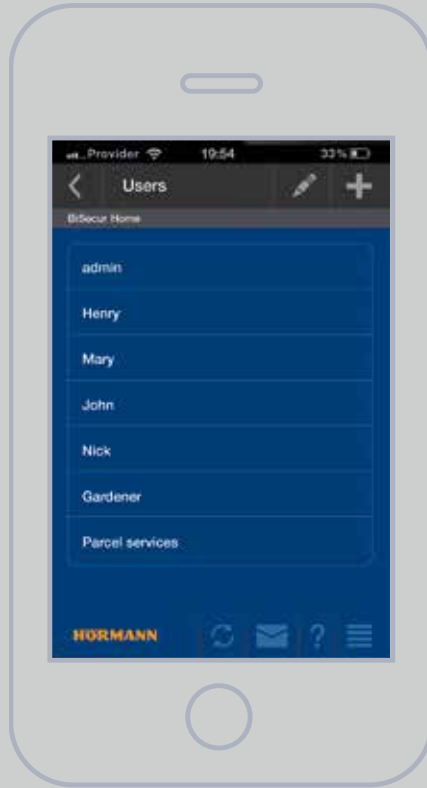 Provider 19:54 33%
Users
BiSecur Home
admin
Henry
Mary
John
Nick
Gardener
Parcel services
HÖRMANN
?